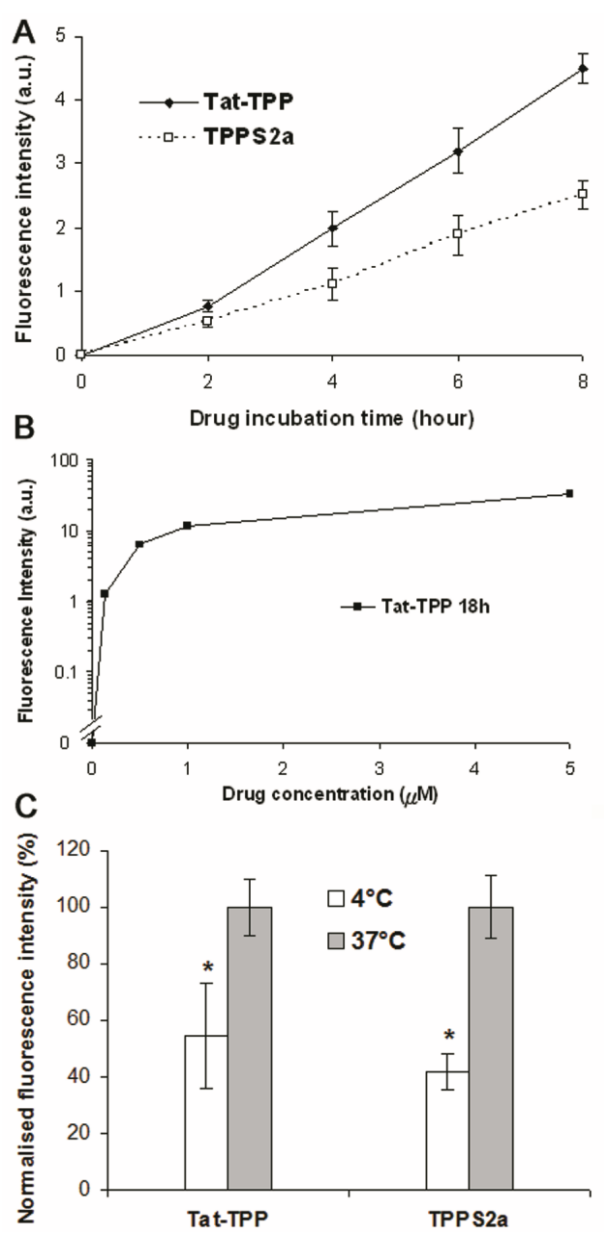 A
Fluorescence intensity (a.u.)
5
4
3
2
1
0
Tat-TPP
TPPS2a
0 2 4 6 8
Drug incubation time (hour)
B
Fluorescence Intensity (a.u.)
100
10
1
0.1
0
Tat-TPP 18h
0 1 2 3 4 5
Drug concentration (μM)
C
Normalised fluorescence intensity (%)
120
100
80
60
40
20
0
4°C
37°C
*
*
Tat-TPP TPPS2a